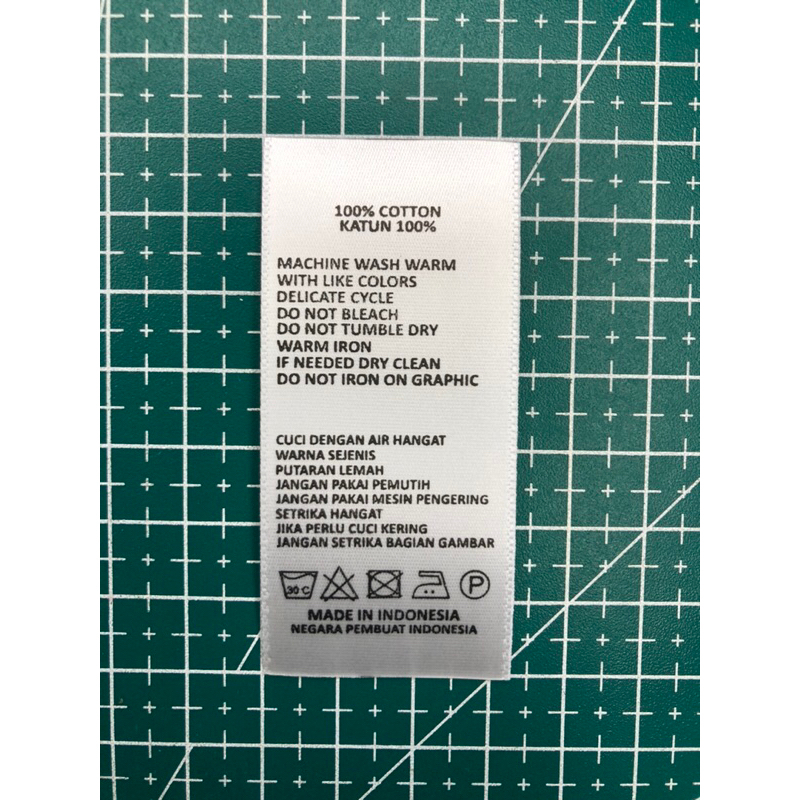 100% COTTON
KATUN 100%
MACHINE WASH WARM
WITH LIKE COLORS
DELICATE CYCLE
DO NOT BLEACH
DO NOT TUMBLE DRY
WARM IRON
IF NEEDED DRY CLEAN
DO NOT IRON ON GRAPHIC
CUCI DENGAN AIR HANGAT
WARNA SEJENIS
PUTARAN LEMAH
JANGAN PAKAI PEMUTIH
JANGAN PAKAI MESIN PENGERING
SETRIKA HANGAT
JIKA PERLU CUCI KERING
JANGAN SETRIKA BAGIAN GAMBAR
30 C P
MADE IN INDONESIA
NEGARA PEMBUAT INDONESIA